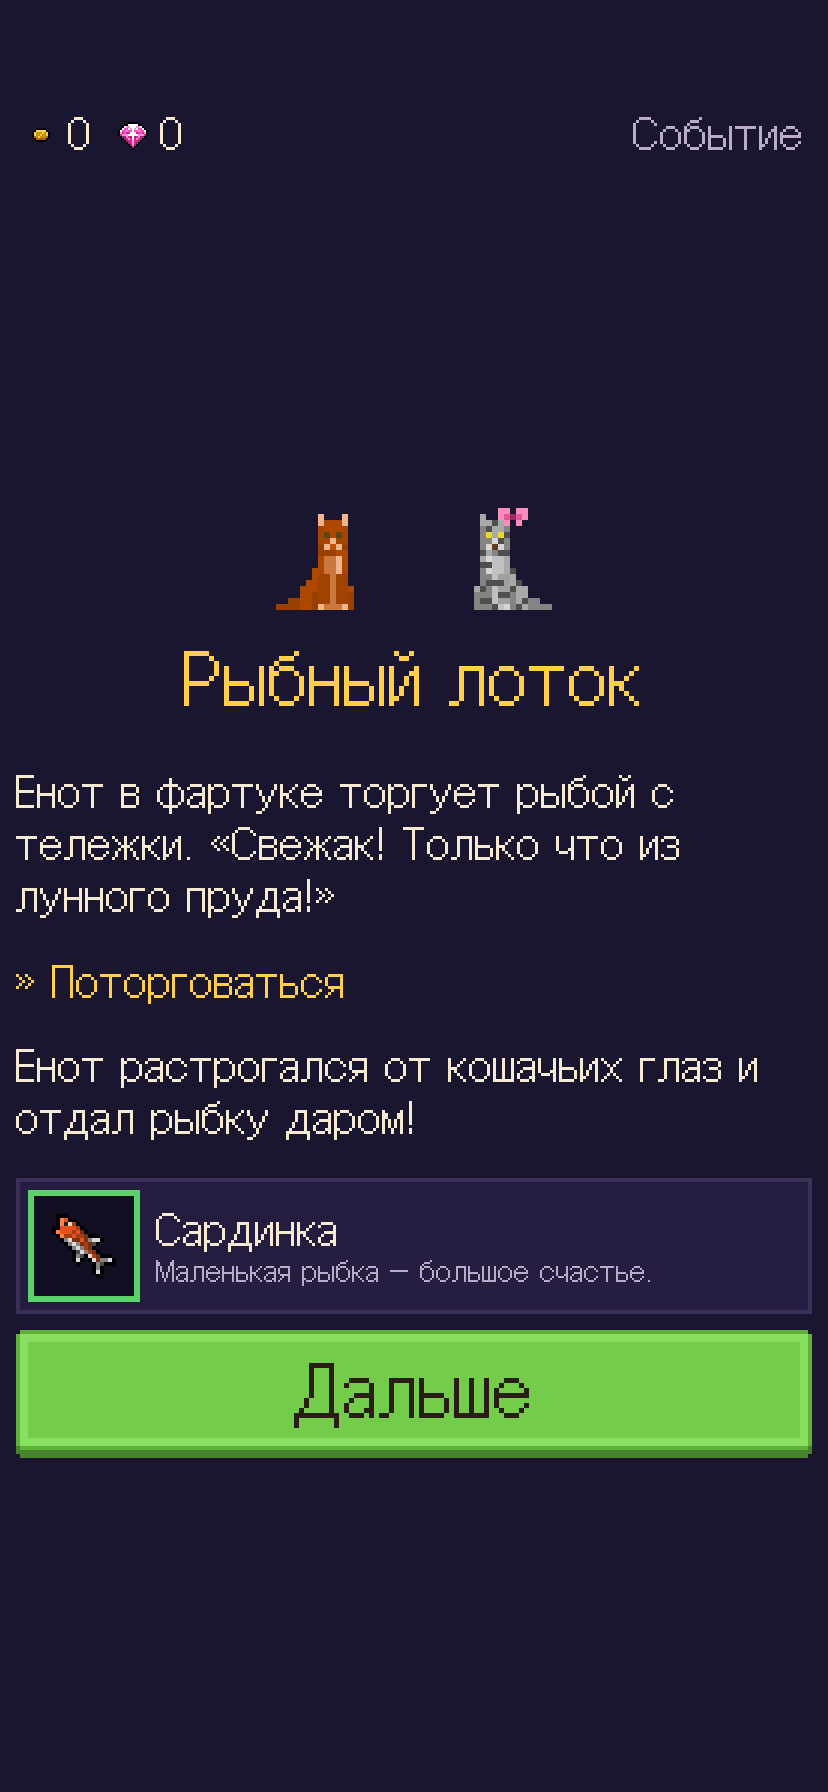 0 0 Событие
Рыбный лоток
Енот в фартуке торгует рыбой с
тележки. «Свежак! Только что из
лунного пруда!»
» Поторговаться
Енот растрогался от кошачьих глаз и
отдал рыбку даром!
Сардинка
Маленькая рыбка — большое счастье.
Дальше